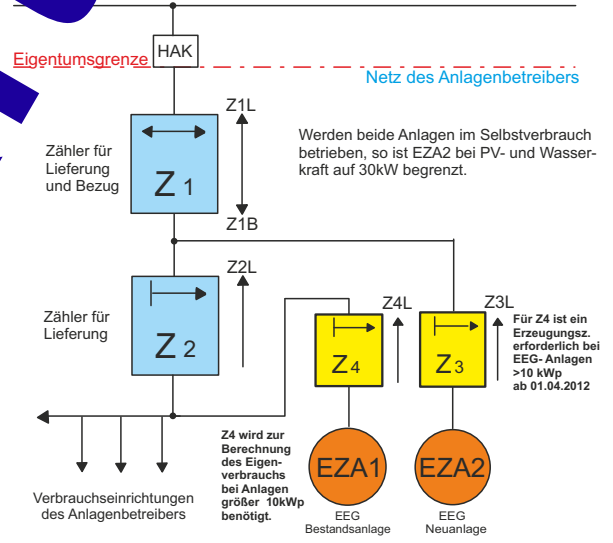 HAK
Eigentumsgrenze
Netz des Anlagenbetreibers
Z1L
Zähler für
Lieferung
und Bezug
Z 1
Z1B
Werden beide Anlagen im Selbstverbrauch
betrieben, so ist EZA2 bei PV- und Wasser-
kraft auf 30kW begrenzt.
Z2L
Zähler für
Lieferung
Z 2
Z4L
Z 4
Z3L
Z 3
Für Z4 ist ein
Erzeugungsz.
erforderlich bei
EEG- Anlagen
>10 kWp
ab 01.04.2012
Z4 wird zur
Berechnung
des Eigen-
verbrauchs
bei Anlagen
größer 10kWp
benötigt.
EZA1
EZA2
Verbrauchseinrichtungen
des Anlagenbetreibers
EEG
Bestandsanlage
EEG
Neuanlage